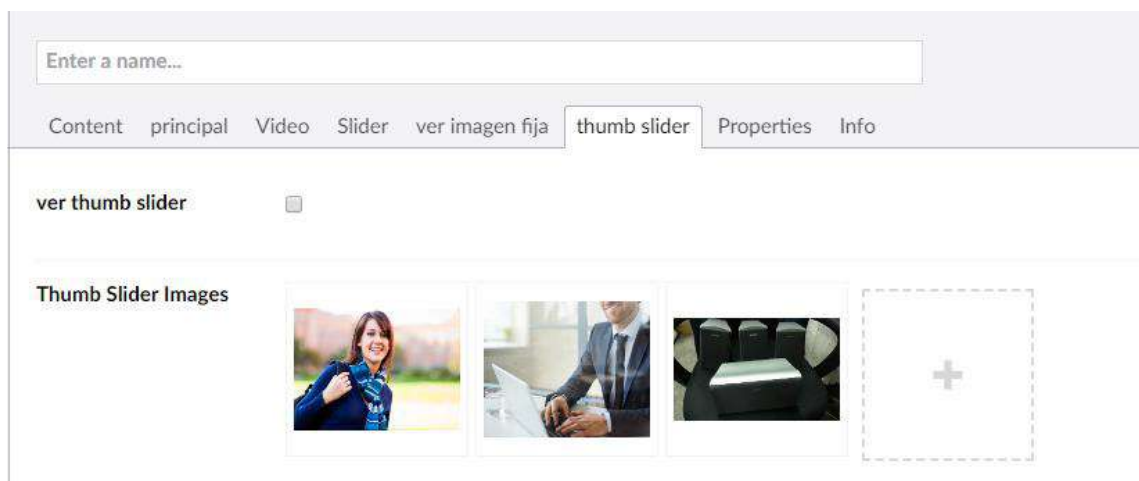 Enter a name...
Content principal Video Slider ver imagen fija thumb slider Properties Info
ver thumb slider
Thumb Slider Images